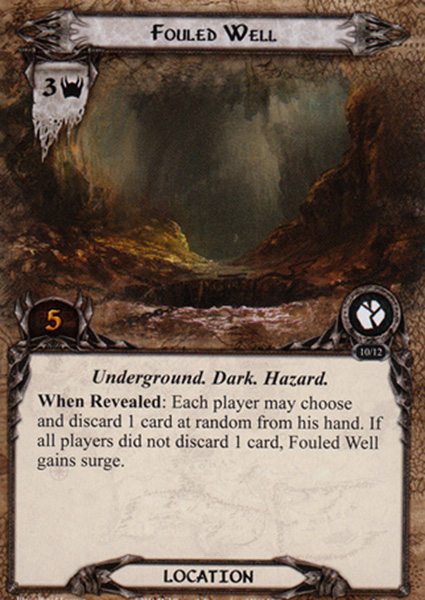 Fouled Well
3
5
10/12
Underground. Dark. Hazard.
When Revealed: Each player may choose
and discard 1 card at random from his hand. If
all players did not discard 1 card, Fouled Well
gains surge.
LOCATION